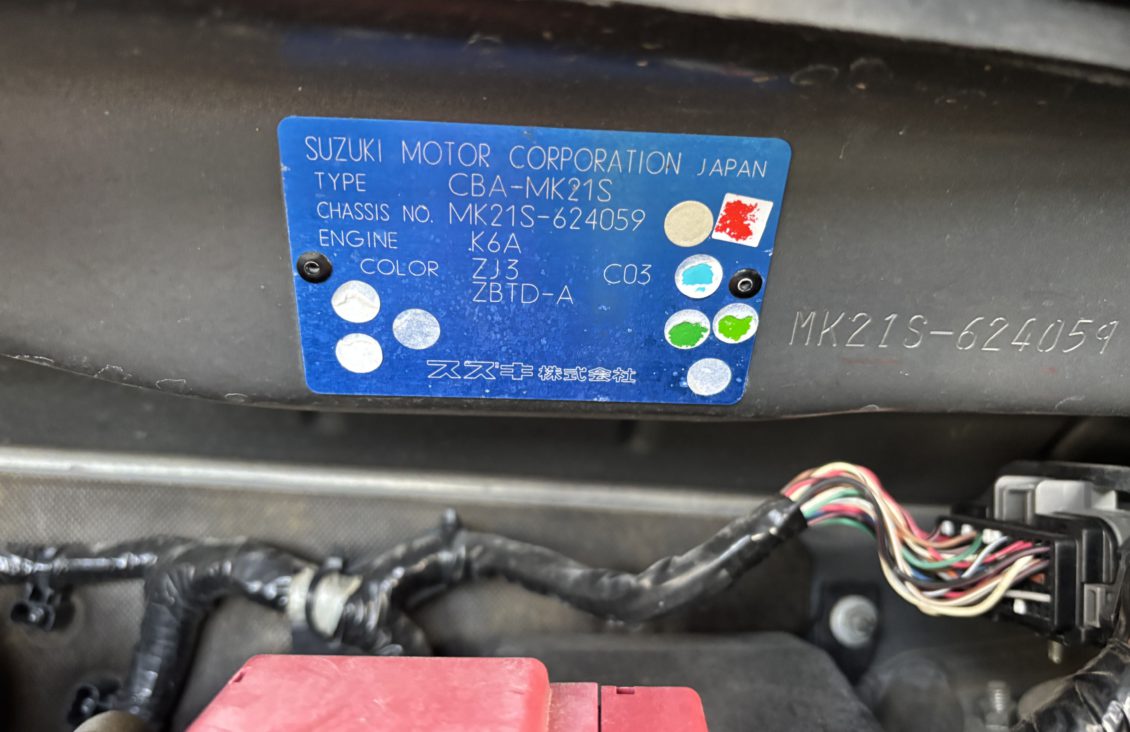 SUZUKI MOTOR CORPORATION JAPAN
TYPE CBA-MK21S
CHASSIS NO. MK21S-624059
ENGINE K6A
COLOR ZJ3 C03
ZBTD-A
スズキ株式会社
MK21S-624059